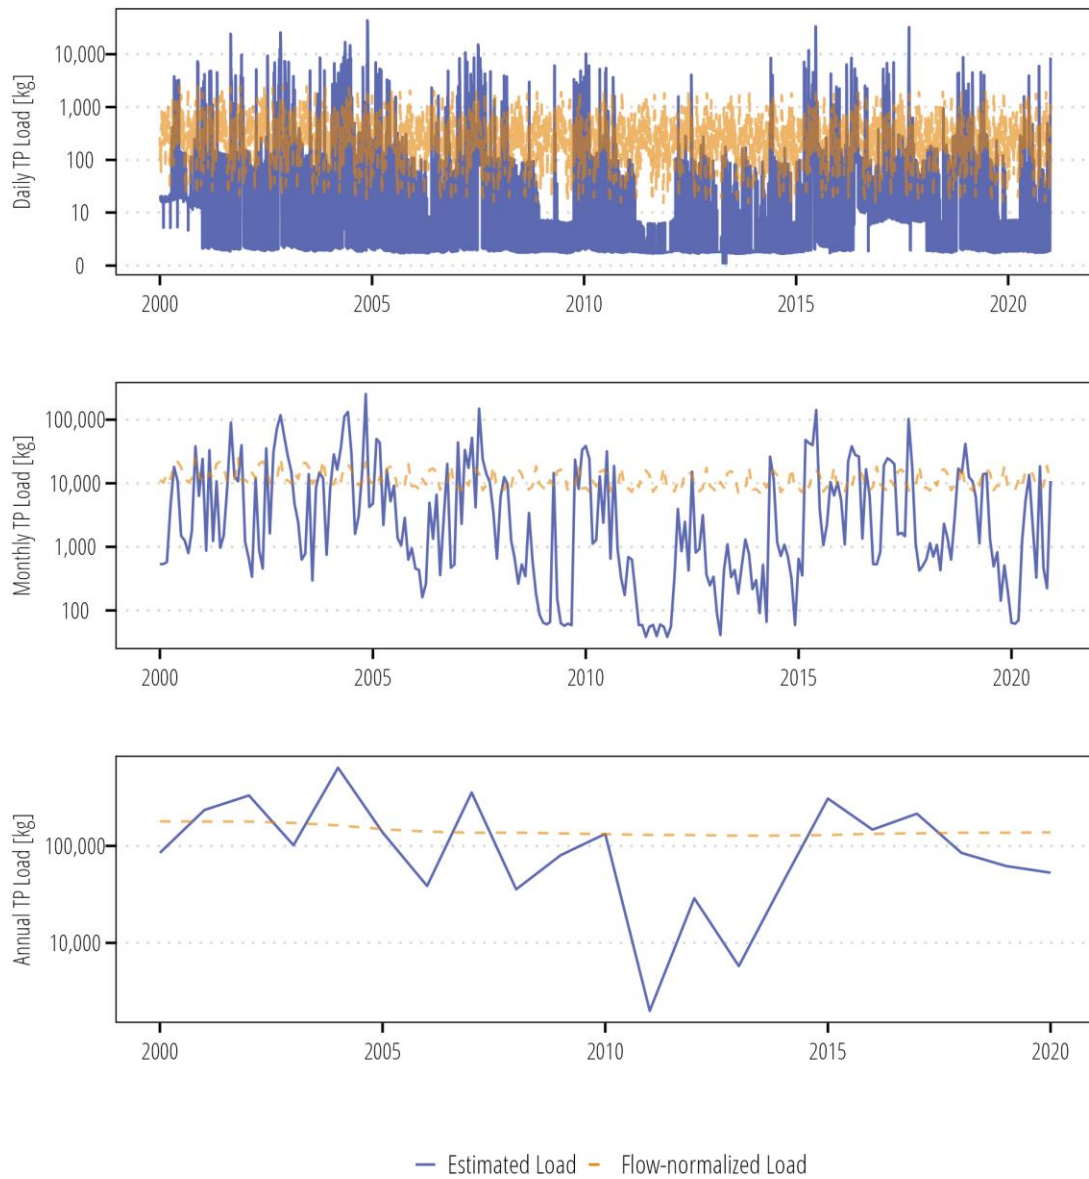 Daily TP Load [kg]
10,000
1,000
100
10
0
2000 2005 2010 2015 2020
Monthly TP Load [kg]
100,000
10,000
1,000
100
2000 2005 2010 2015 2020
Annual TP Load [kg]
100,000
10,000
2000 2005 2010 2015 2020
Estimated Load Flow-normalized Load